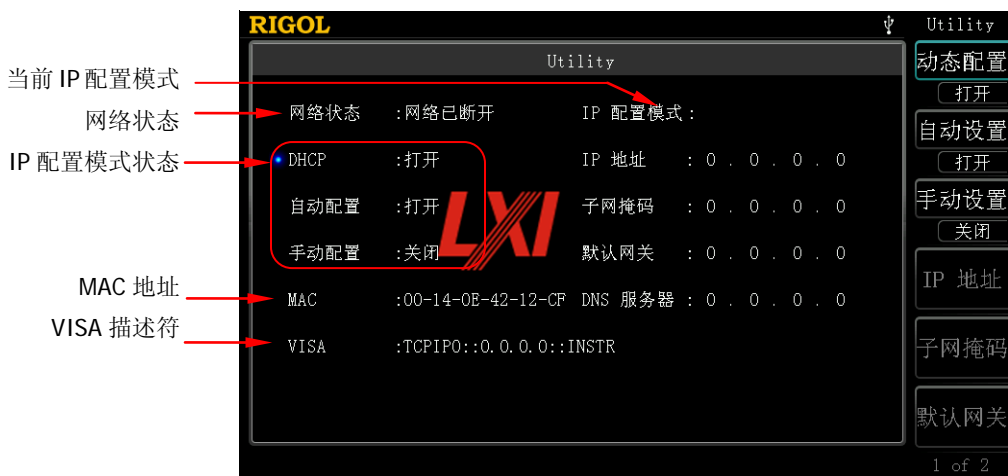 RIGOL
Utility
Utility
当前 IP 配置模式
网络状态
IP 配置模式状态
MAC 地址
VISA 描述符
网络状态 :网络已断开 IP 配置模式 :
DHCP :打开 IP 地址 : 0 . 0 . 0 . 0
自动配置 :打开 子网掩码 : 0 . 0 . 0 . 0
手动配置 :关闭 默认网关 : 0 . 0 . 0 . 0
LXI
MAC :00-14-0E-42-12-CF DNS 服务器 : 0 . 0 . 0 . 0
VISA :TCPIP0::0.0.0.0::INSTR
动态配置
打开
自动设置
打开
手动设置
关闭
IP 地址
子网掩码
默认网关
1 of 2